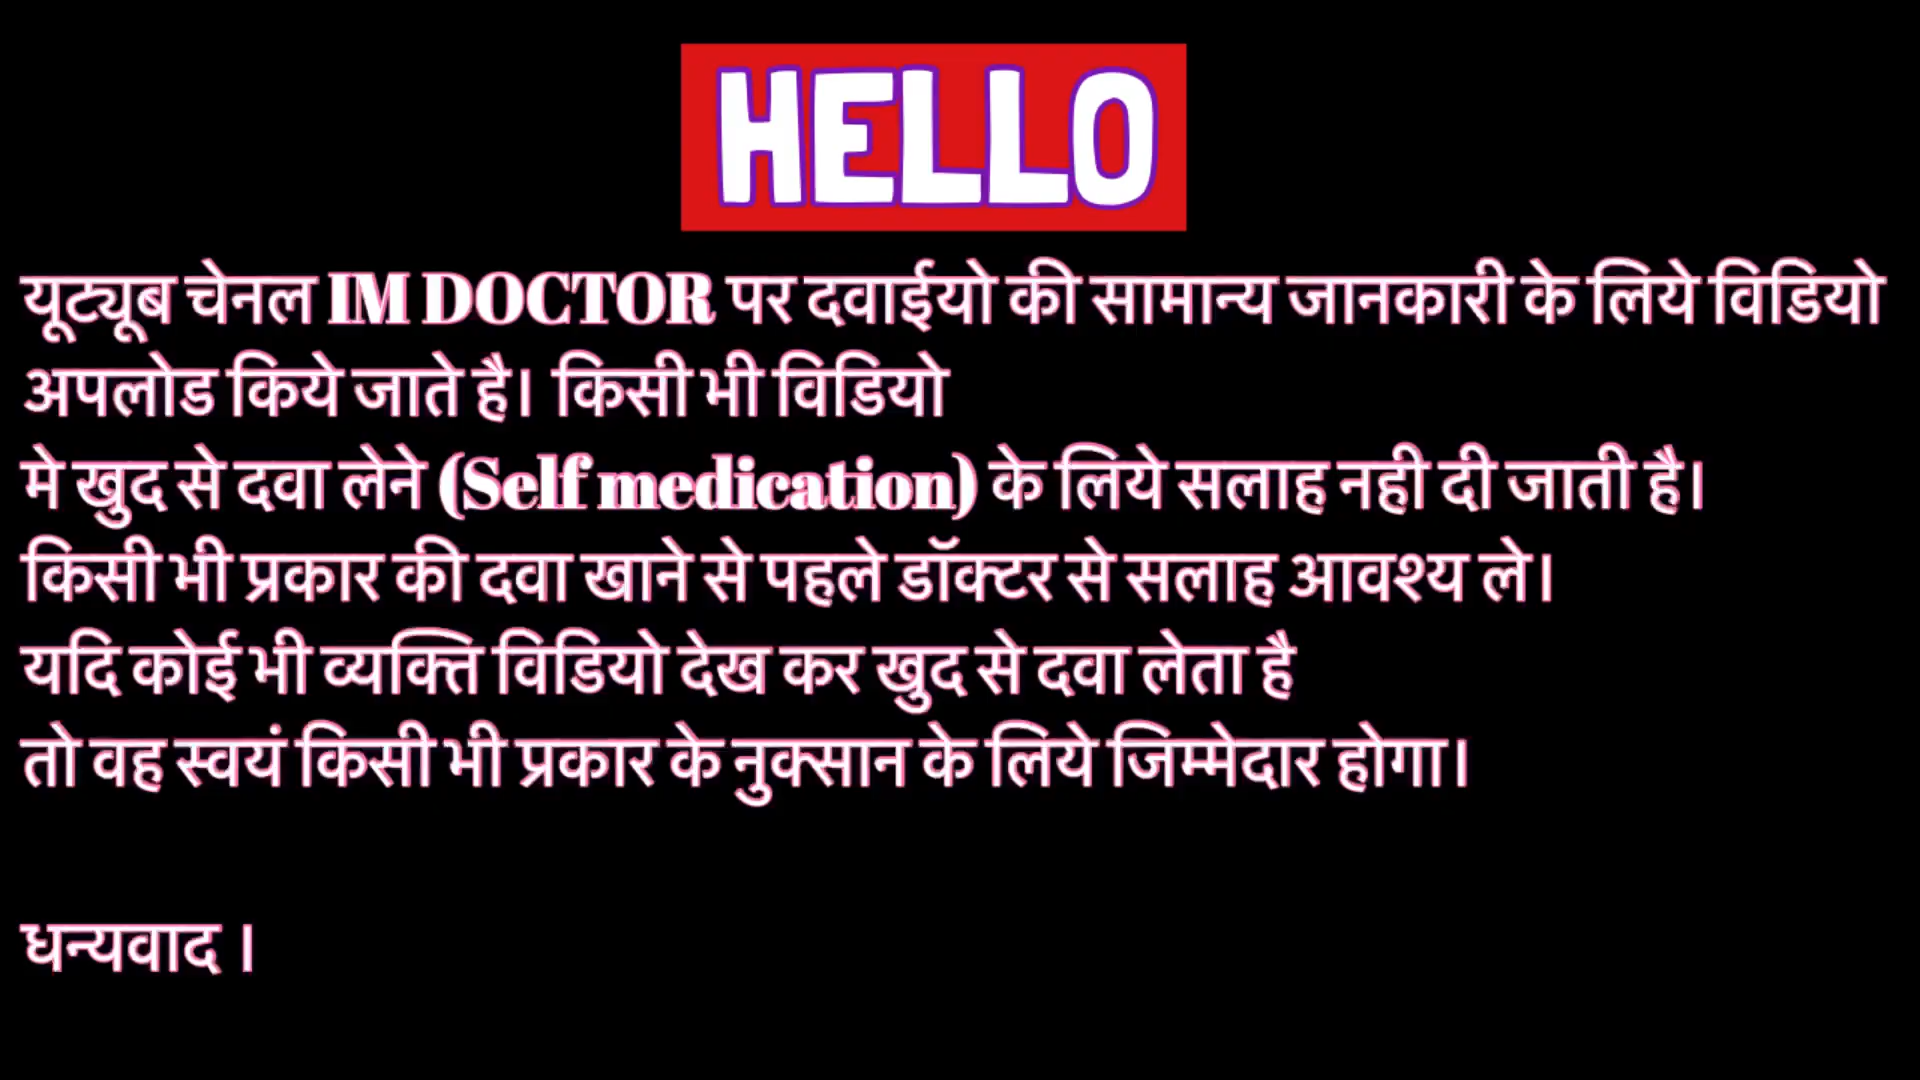 HELLO
यूट्यूब चेनल IM DOCTOR पर दवाईयो की सामान्य जानकारी के लिये विडियो
अपलोड किये जाते है। किसी भी विडियो
मे खुद से दवा लेने (Self medication) के लिये सलाह नही दी जाती है।
किसी भी प्रकार की दवा खाने से पहले डॉक्टर से सलाह आवश्य ले।
यदि कोई भी व्यक्ति विडियो देख कर खुद से दवा लेता है
तो वह स्वयं किसी भी प्रकार के नुक्सान के लिये जिम्मेदार होगा।
धन्यवाद ।